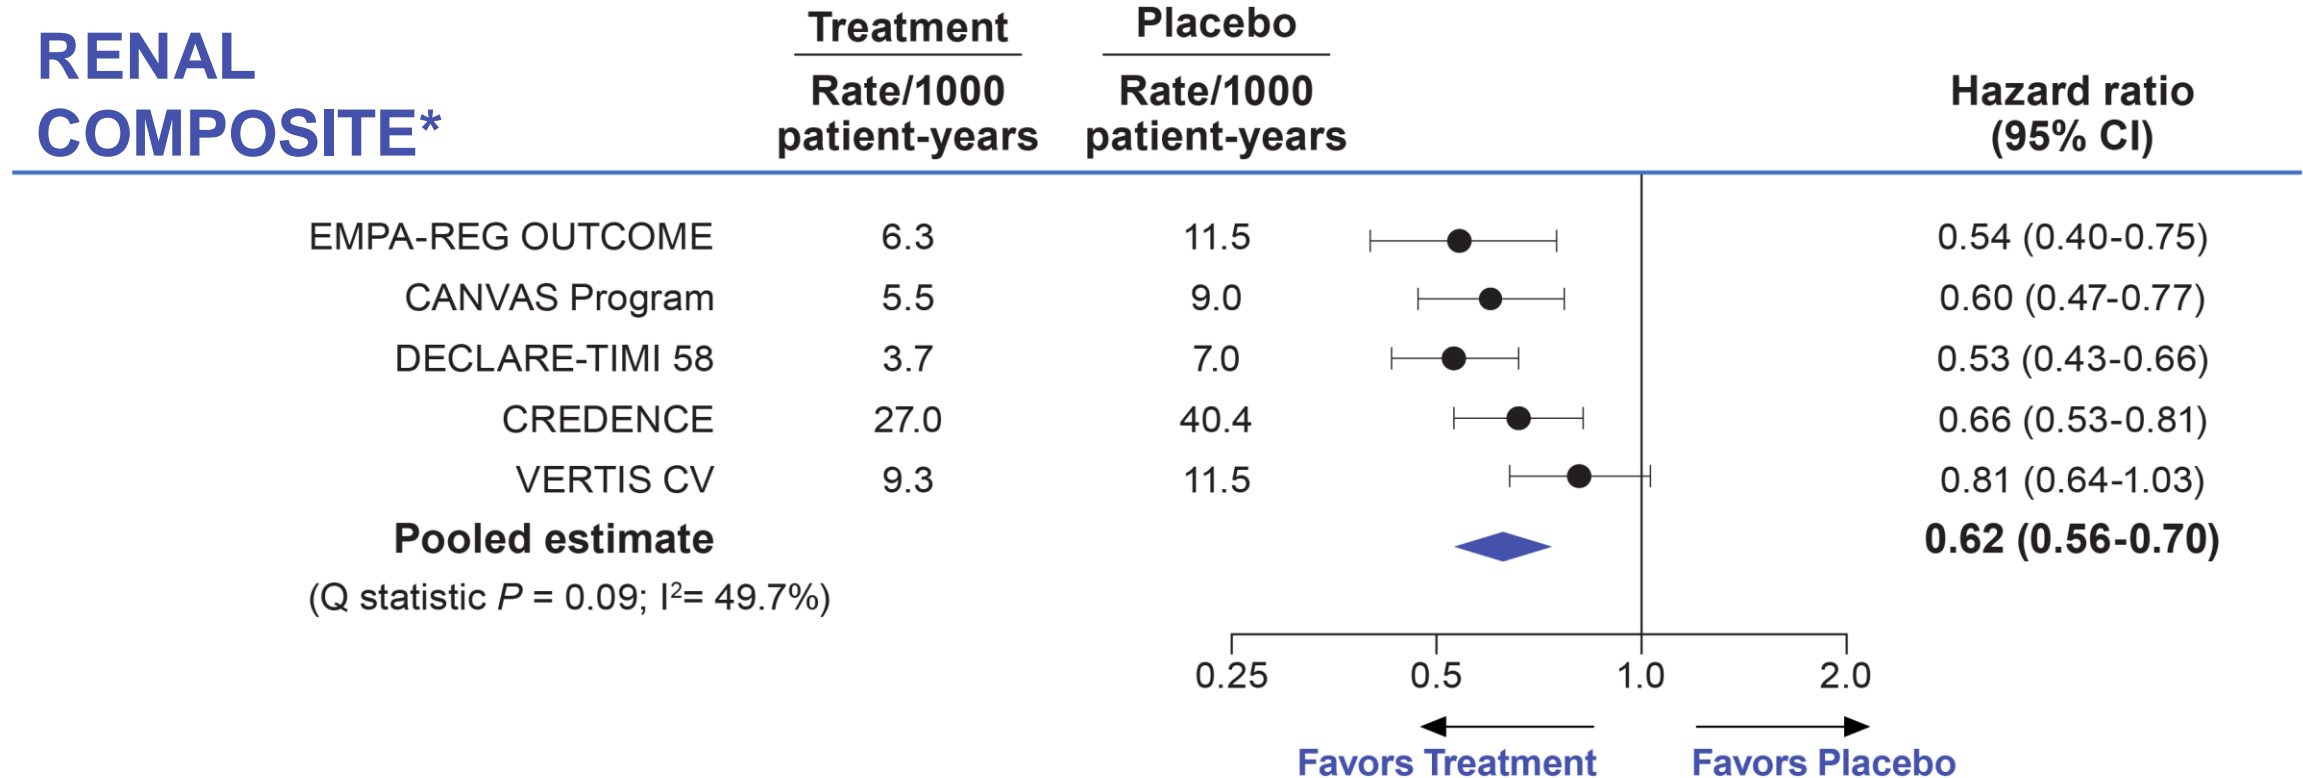 RENAL
COMPOSITE*
Treatment Placebo
Rate/1000 Rate/1000 Hazard ratio
patient-years patient-years (95% CI)
EMPA-REG OUTCOME 6.3 11.5 0.54 (0.40-0.75)
CANVAS Program 5.5 9.0 0.60 (0.47-0.77)
DECLARE-TIMI 58 3.7 7.0 0.53 (0.43-0.66)
CREDENCE 27.0 40.4 0.66 (0.53-0.81)
VERTIS CV 9.3 11.5 0.81 (0.64-1.03)
Pooled estimate 0.62 (0.56-0.70)
(Q statistic P = 0.09; I²= 49.7%)
0.25 0.5 1.0 2.0
Favors Treatment Favors Placebo